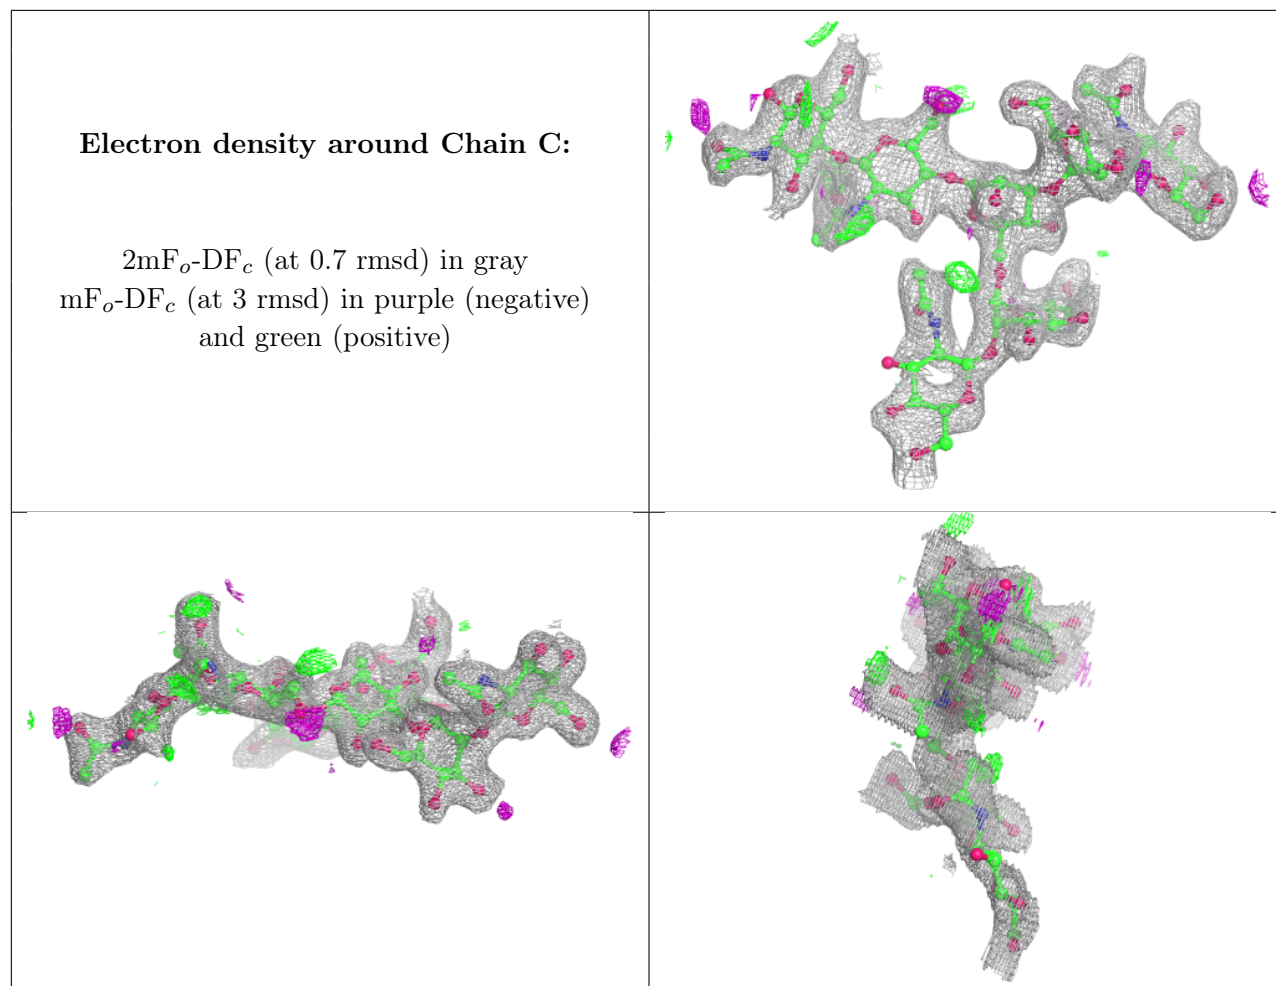 Electron density around Chain C:
2mFₒ-DF𝒸 (at 0.7 rmsd) in gray
mFₒ-DF𝒸 (at 3 rmsd) in purple (negative)
and green (positive)